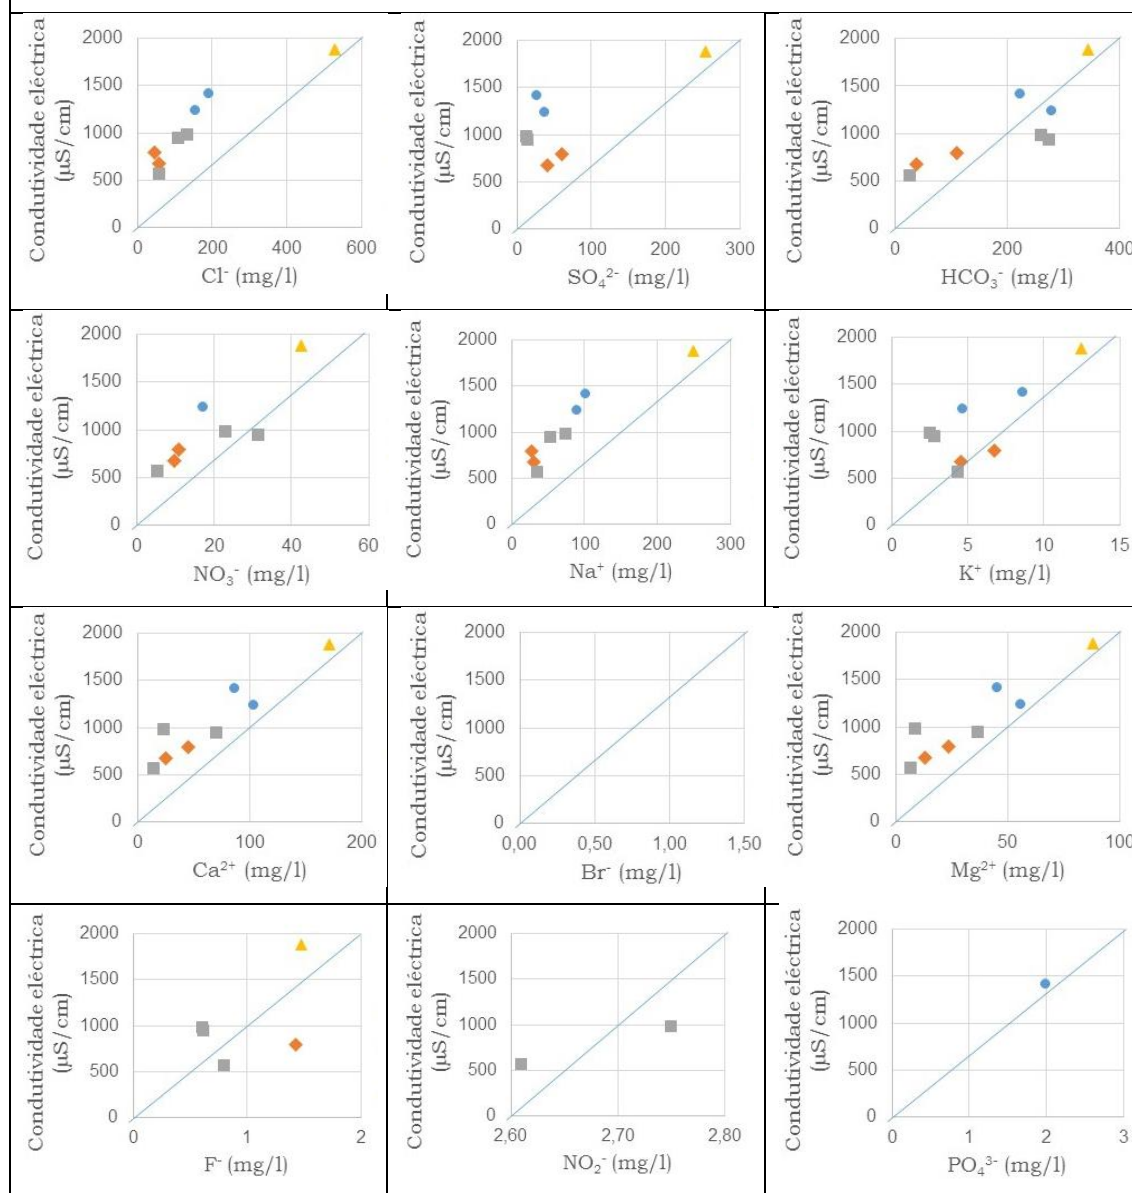 Condutividade eléctrica
(µS/cm)
2000
1500
1000
500
0
0 200 400 600
Cl⁻ (mg/l)
Condutividade eléctrica
(µS/cm)
2000
1500
1000
500
0
0 100 200 300
SO₄²⁻ (mg/l)
Condutividade eléctrica
(µS/cm)
2000
1500
1000
500
0
0 200 400
HCO₃⁻ (mg/l)
Condutividade eléctrica
(µS/cm)
2000
1500
1000
500
0
0 20 40 60
NO₃⁻ (mg/l)
Condutividade eléctrica
(µS/cm)
2000
1500
1000
500
0
0 100 200 300
Na⁺ (mg/l)
Condutividade eléctrica
(µS/cm)
2000
1500
1000
500
0
0 5 10 15
K⁺ (mg/l)
Condutividade eléctrica
(µS/cm)
2000
1500
1000
500
0
0 100 200
Ca²⁺ (mg/l)
Condutividade eléctrica
(µS/cm)
2000
1500
1000
500
0
0,00 0,50 1,00 1,50
Br⁻ (mg/l)
Condutividade eléctrica
(µS/cm)
2000
1500
1000
500
0
0 50 100
Mg²⁺ (mg/l)
Condutividade eléctrica
(µS/cm)
2000
1500
1000
500
0
0 1 2
F⁻ (mg/l)
Condutividade eléctrica
(µS/cm)
2000
1500
1000
500
0
2,60 2,70 2,80
NO₂⁻ (mg/l)
Condutividade eléctrica
(µS/cm)
2000
1500
1000
500
0
0 1 2 3
PO₄³⁻ (mg/l)